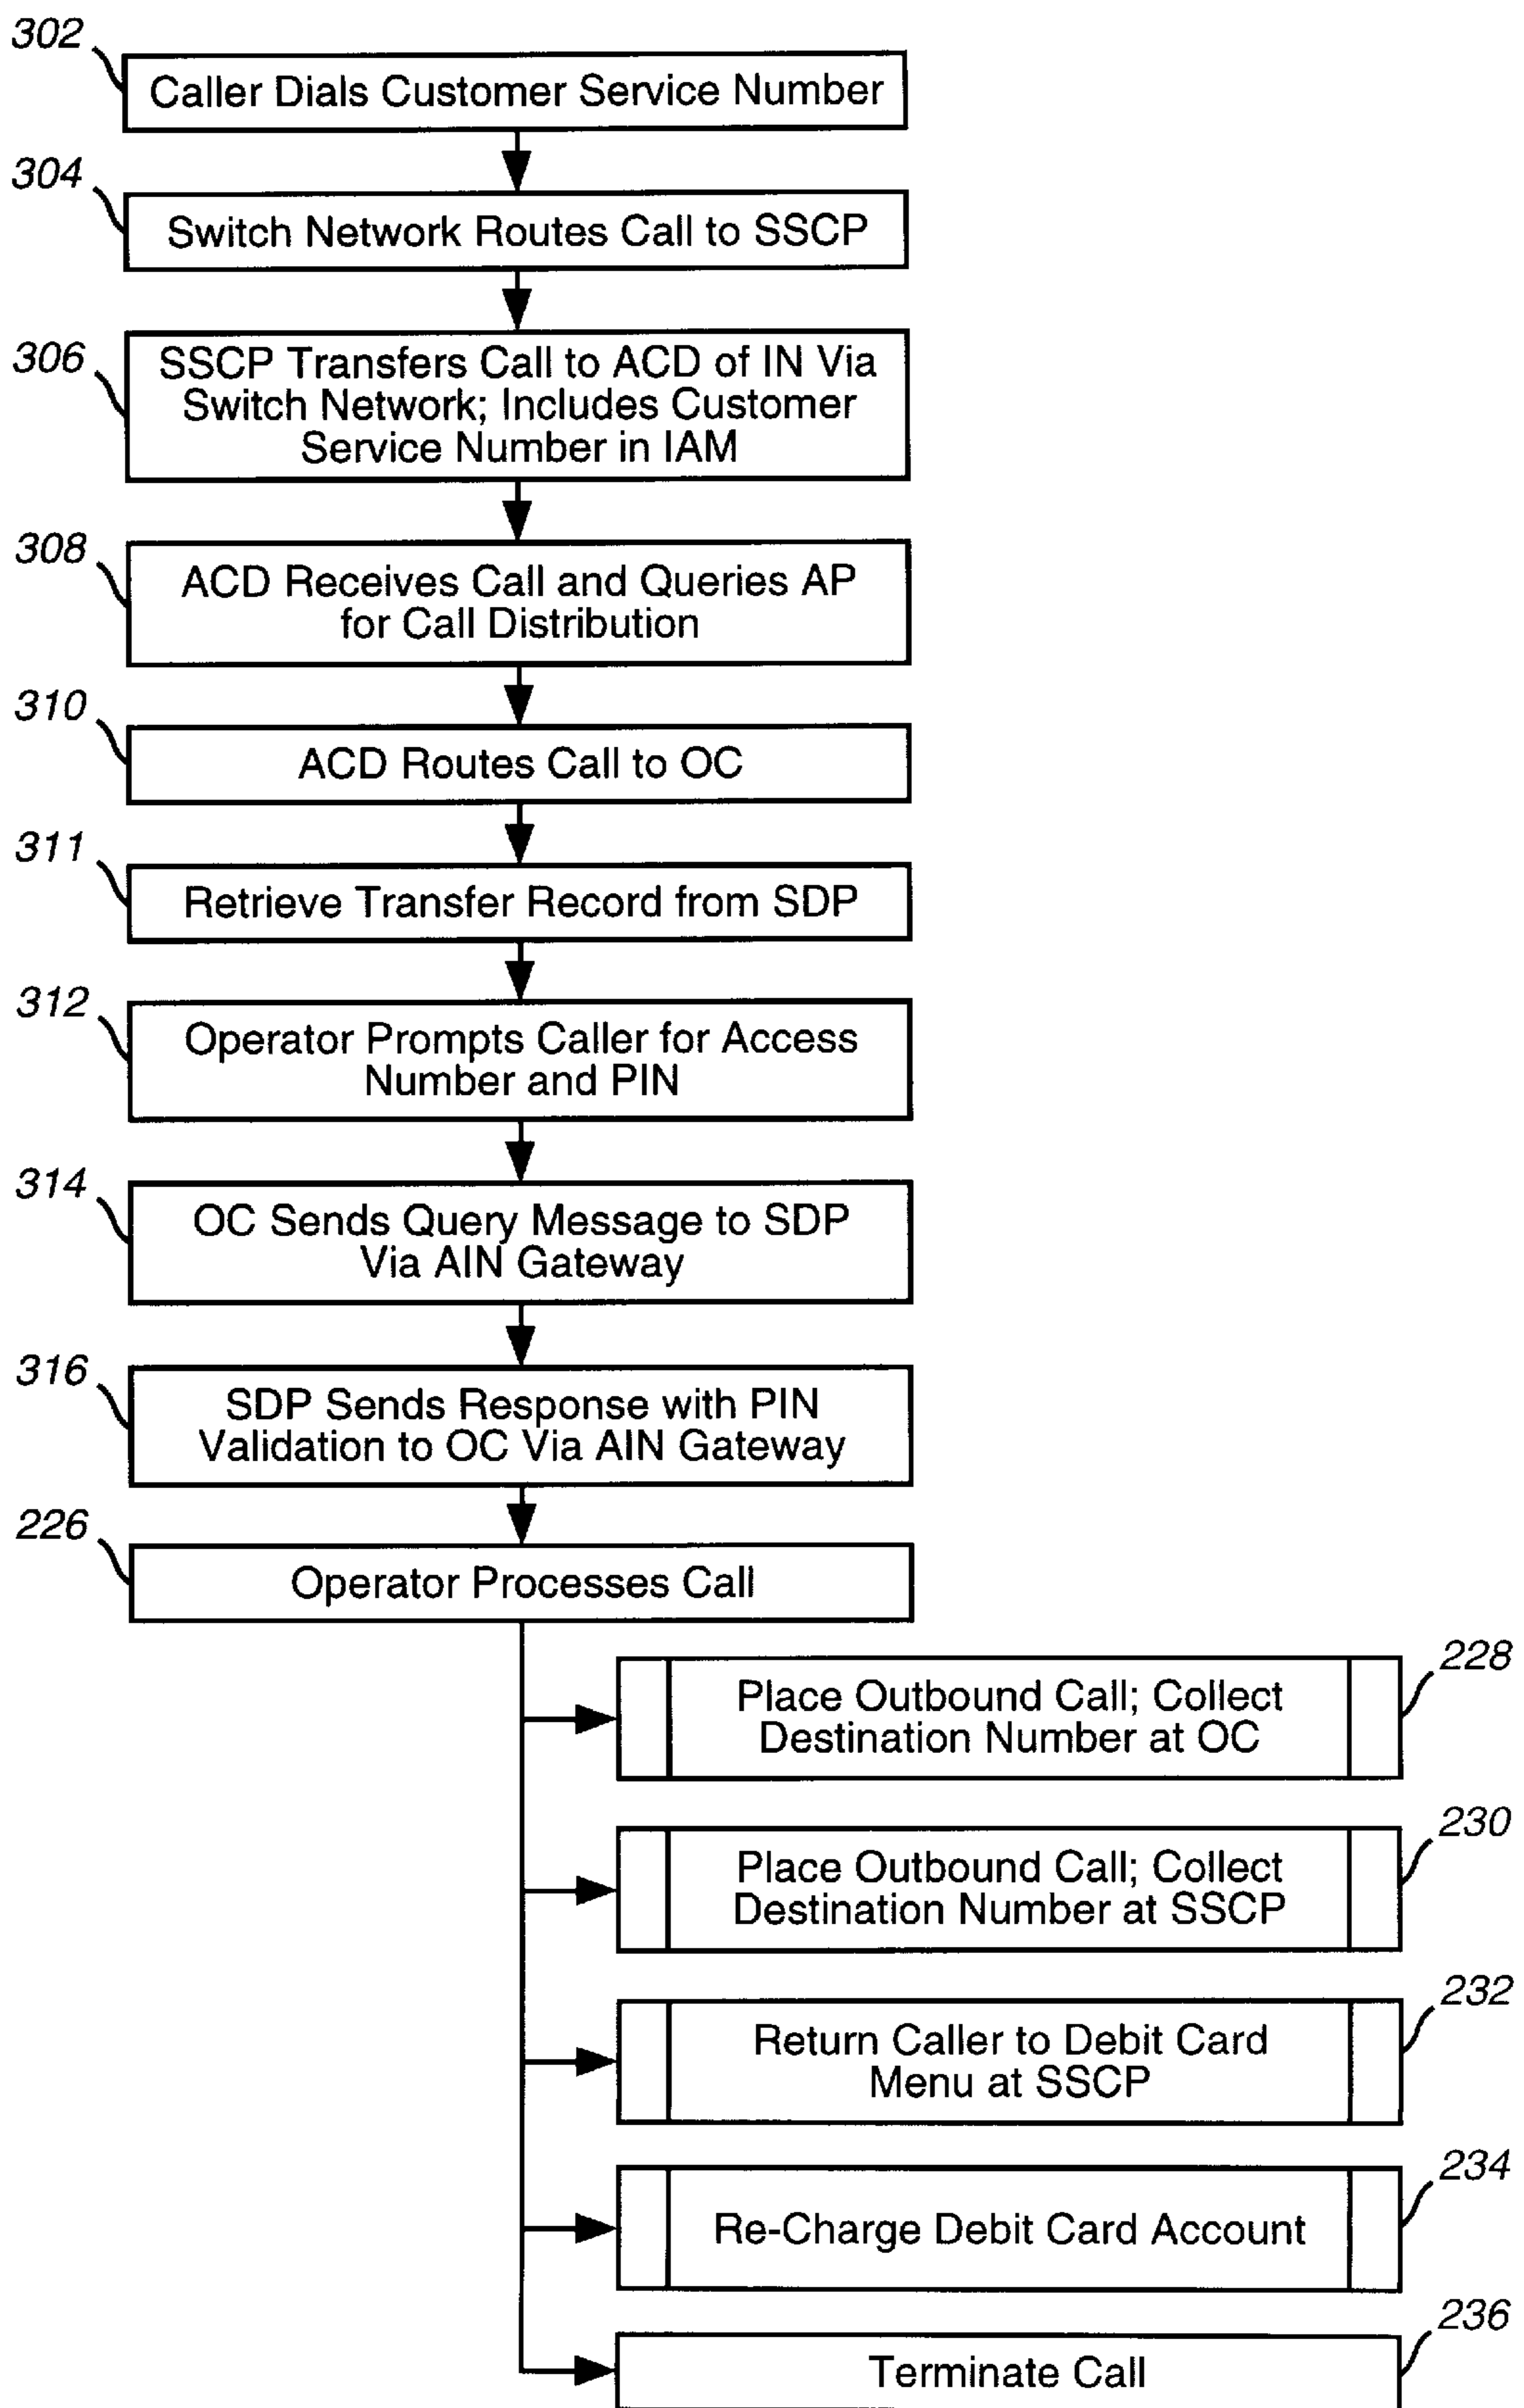 302
Caller Dials Customer Service Number
304
Switch Network Routes Call to SSCP
306
SSCP Transfers Call to ACD of IN Via
Switch Network; Includes Customer
Service Number in IAM
308
ACD Receives Call and Queries AP
for Call Distribution
310
ACD Routes Call to OC
311
Retrieve Transfer Record from SDP
312
Operator Prompts Caller for Access
Number and PIN
314
OC Sends Query Message to SDP
Via AIN Gateway
316
SDP Sends Response with PIN
Validation to OC Via AIN Gateway
226
Operator Processes Call
228
Place Outbound Call; Collect
Destination Number at OC
230
Place Outbound Call; Collect
Destination Number at SSCP
232
Return Caller to Debit Card
Menu at SSCP
234
Re-Charge Debit Card Account
236
Terminate Call